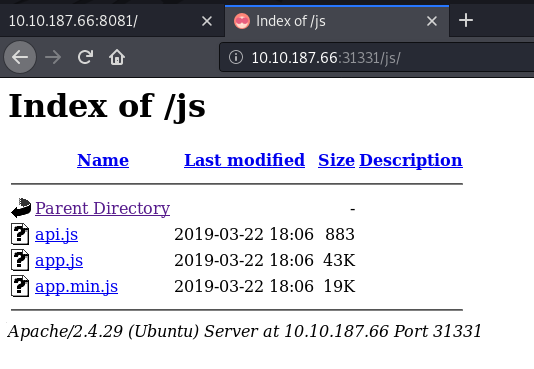 10.10.187.66:8081/
Index of /js
10.10.187.66:31331/js/
Index of /js
Name Last modified Size Description
Parent Directory -
api.js 2019-03-22 18:06 883
app.js 2019-03-22 18:06 43K
app.min.js 2019-03-22 18:06 19K
Apache/2.4.29 (Ubuntu) Server at 10.10.187.66 Port 31331